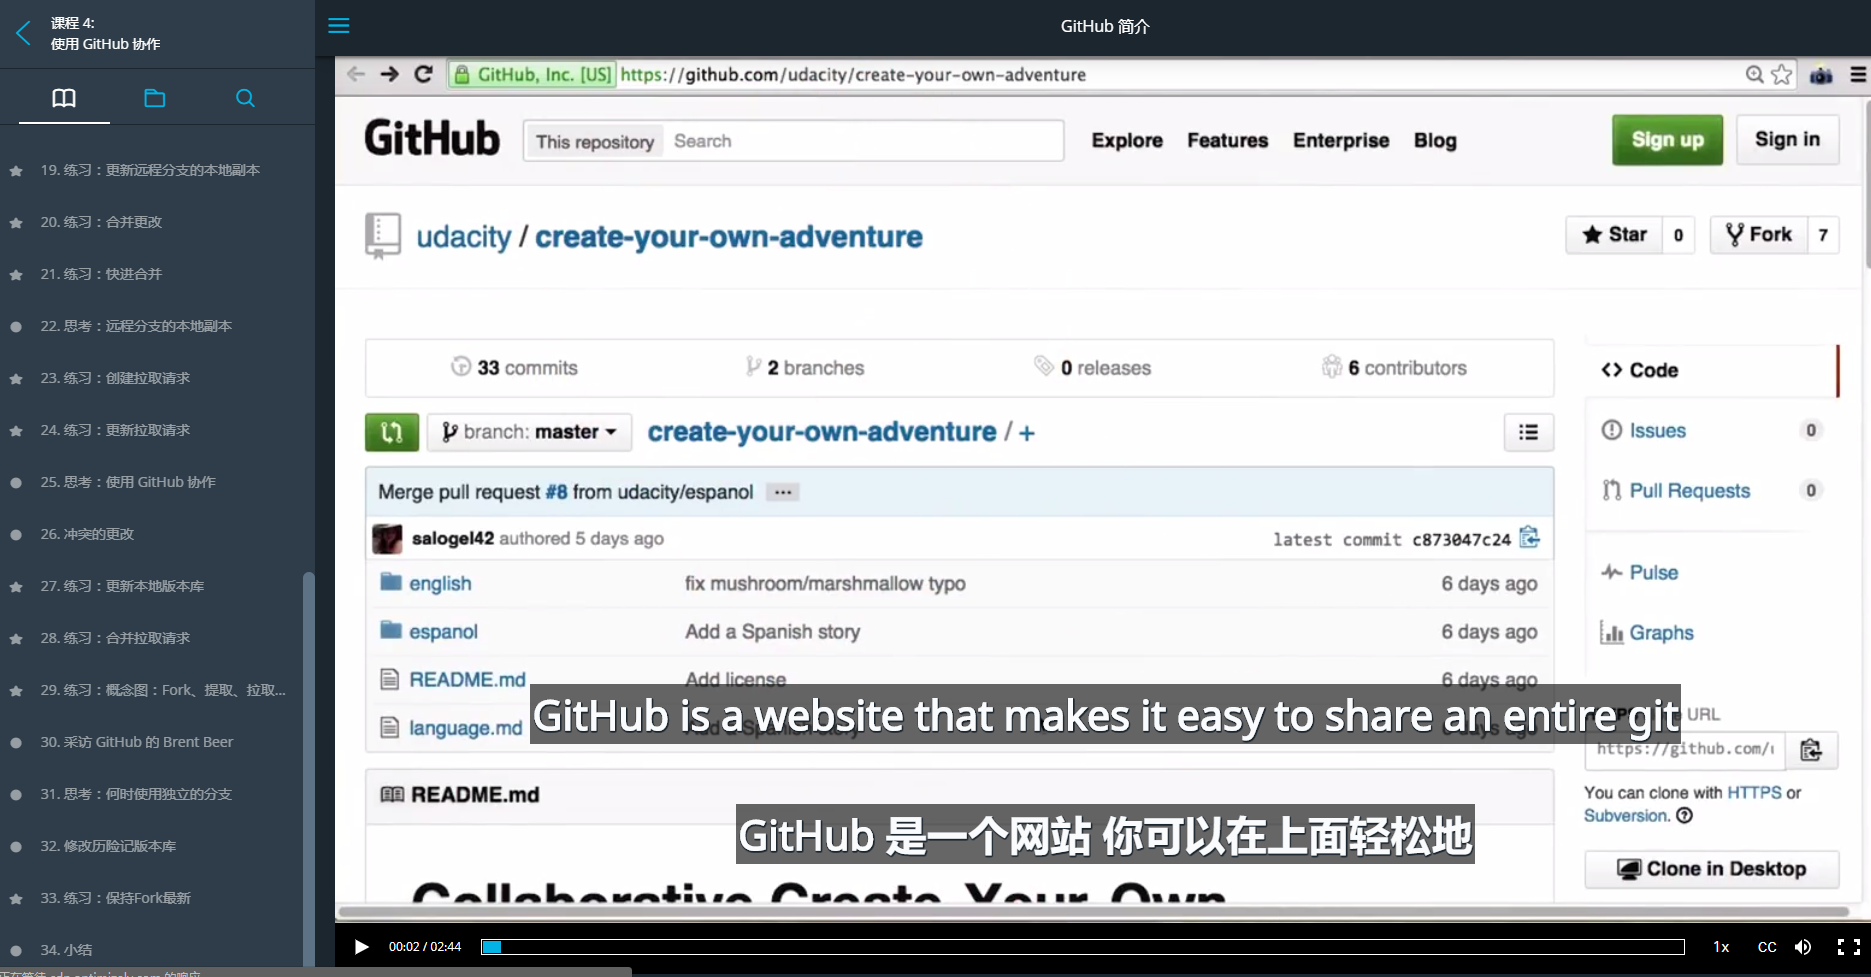 课程 4:
使用 GitHub 协作
19. 练习：更新远程分支的本地副本
20. 练习：合并更改
21. 练习：快进合并
22. 思考：远程分支的本地副本
23. 练习：创建拉取请求
24. 练习：更新拉取请求
25. 思考：使用 GitHub 协作
26. 冲突的更改
27. 练习：更新本地版本库
28. 练习：合并拉取请求
29. 练习：概念图：Fork、提取、拉取...
30. 采访 GitHub 的 Brent Beer
31. 思考：何时使用独立的分支
32. 修改历险记版本库
33. 练习：保持Fork最新
34. 小结
GitHub 简介
GitHub, Inc. [US] https://github.com/udacity/create-your-own-adventure
GitHub This repository Search Explore Features Enterprise Blog Sign up Sign in
udacity / create-your-own-adventure Star 0 Fork 7
33 commits 2 branches 0 releases 6 contributors
branch: master create-your-own-adventure / +
Merge pull request #8 from udacity/espanol ...
salogel42 authored 5 days ago latest commit c873047c24
english fix mushroom/marshmallow typo 6 days ago
espanol Add a Spanish story 6 days ago
README.md Add license 6 days ago
language.md Add a Spanish story 6 days ago
README.md
Collaborative Create Your Own
Code
Issues 0
Pull Requests 0
Pulse
Graphs
URL
https://github.com/
You can clone with HTTPS or
Subversion.
Clone in Desktop
GitHub is a website that makes it easy to share an entire git
GitHub 是一个网站 你可以在上面轻松地
00:02 / 02:44 1x CC